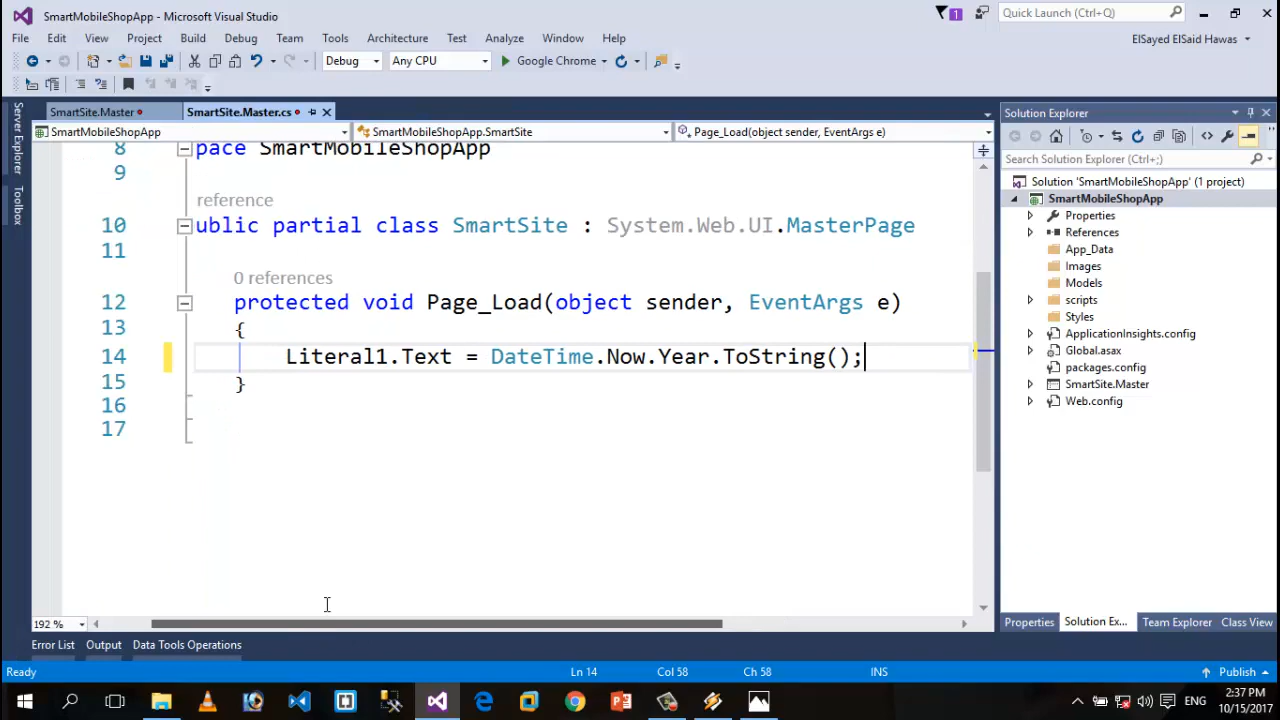 SmartMobileShopApp - Microsoft Visual Studio
1
Quick Launch (Ctrl+Q)
File Edit View Project Build Debug Team Tools Architecture Test Analyze Window Help
ElSayed ElSaid Hawas
Debug Any CPU Google Chrome
SmartSite.Master SmartSite.Master.cs
SmartMobileShopApp SmartMobileShopApp.SmartSite Page_Load(object sender, EventArgs e)
Server Explorer
Toolbox
8 pace SmartMobileShopApp
9
reference
10 ublic partial class SmartSite : System.Web.UI.MasterPage
11
0 references
12 protected void Page_Load(object sender, EventArgs e)
13 {
14 Literal1.Text = DateTime.Now.Year.ToString();
15 }
16
17
192 %
Solution Explorer
Search Solution Explorer (Ctrl+;)
Solution 'SmartMobileShopApp' (1 project)
SmartMobileShopApp
Properties
References
App_Data
Images
Models
scripts
Styles
ApplicationInsights.config
Global.asax
packages.config
SmartSite.Master
Web.config
Properties Solution Ex... Team Explorer Class View
Error List Output Data Tools Operations
Ready Ln 14 Col 58 Ch 58 INS Publish
ENG
2:37 PM
10/15/2017